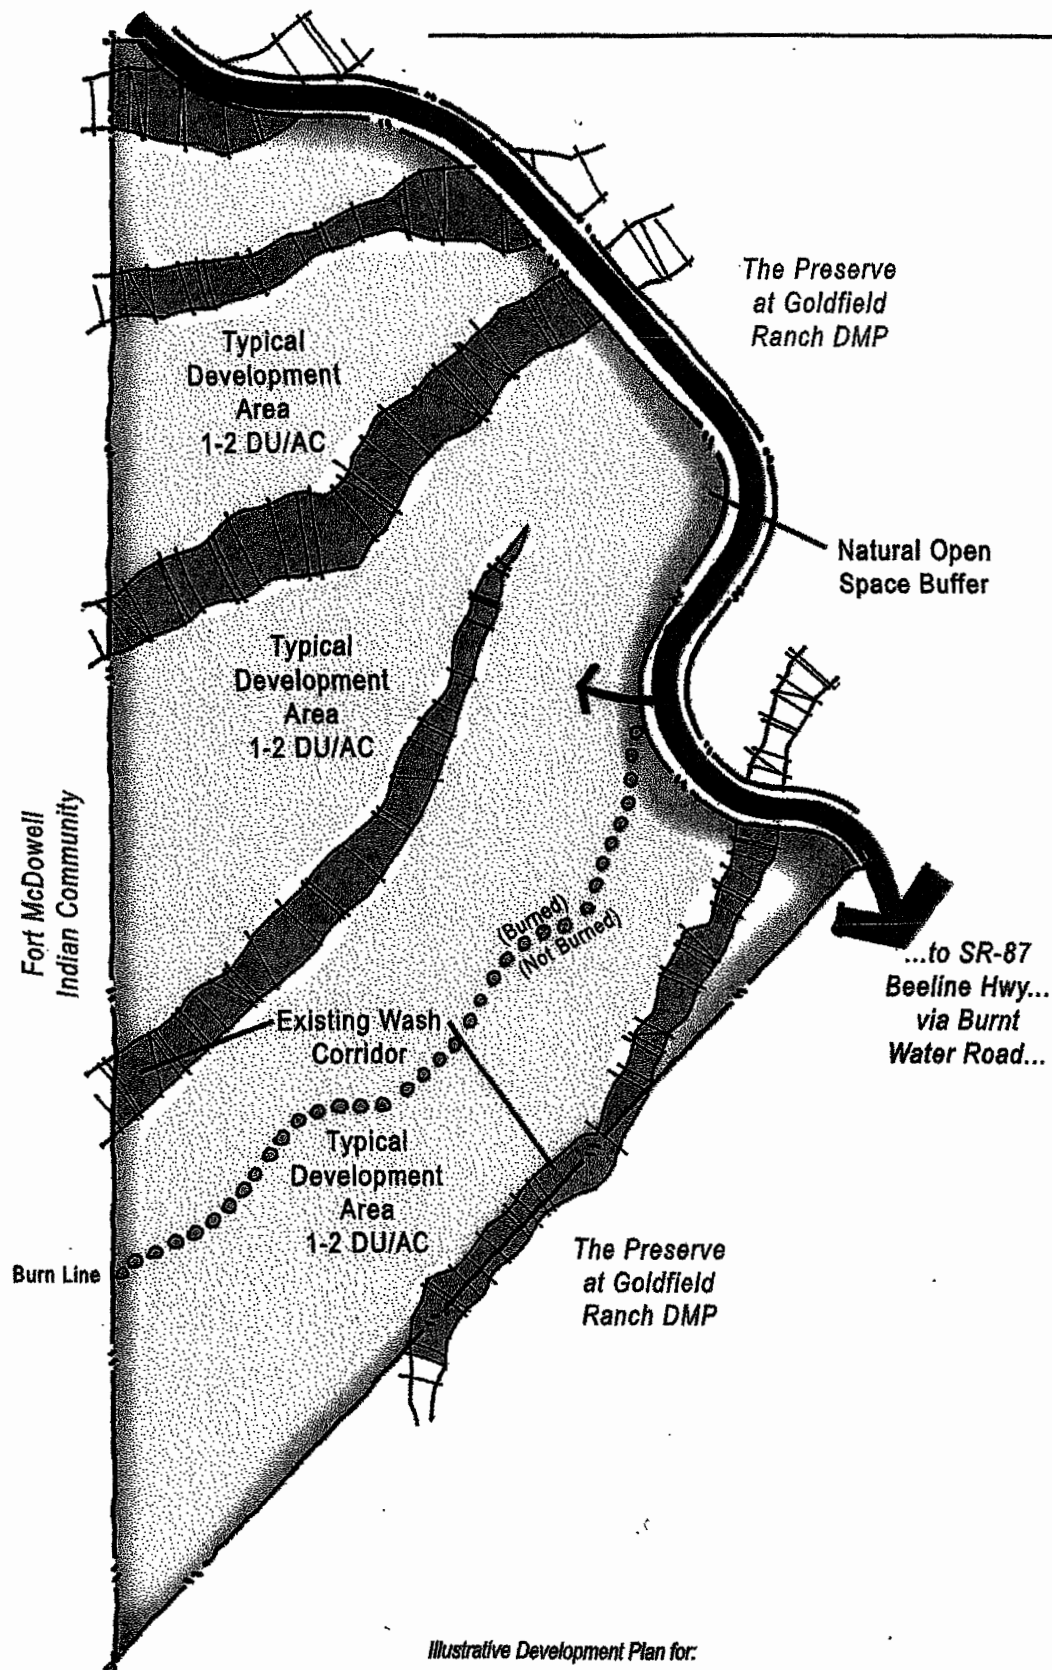 The Preserve
at Goldfield
Ranch DMP
Typical
Development
Area
1-2 DU/AC
Natural Open
Space Buffer
Typical
Development
Area
1-2 DU/AC
Fort McDowell
Indian Community
(Burned)
(Not Burned)
...to SR-87
Beeline Hwy...
via Burnt
Water Road...
Existing Wash
Corridor
Typical
Development
Area
1-2 DU/AC
The Preserve
at Goldfield
Ranch DMP
Burn Line
Illustrative Development Plan for: